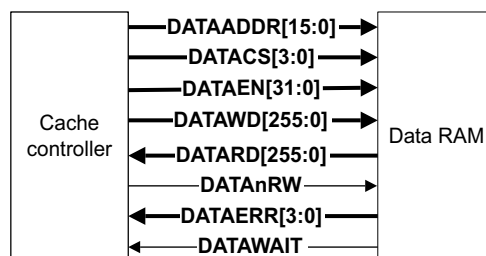 DATAADDR[15:0]
DATACS[3:0]
DATAEN[31:0]
DATAWD[255:0]
Cache
controller
Data RAM
DATARD[255:0]
DATAnRW
DATAERR[3:0]
DATAWAIT